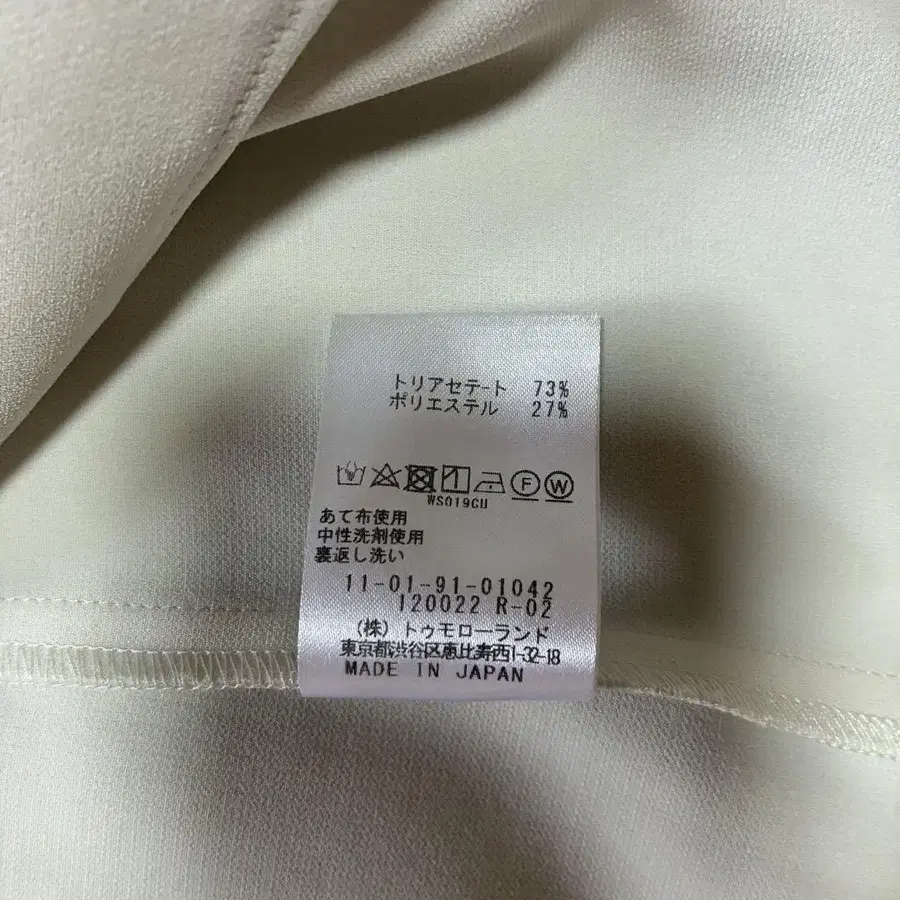 トリアセテート 73%
ポリエステル 27%
F W
WS019GU
あて布使用
中性洗剤使用
裏返し洗い
11-01-91-01042
120022 R-02
(株)トゥモローランド
東京都渋谷区恵比寿西1-32-18
MADE IN JAPAN